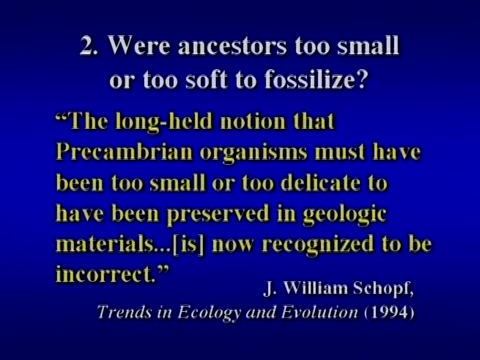 2. Were ancestors too small
or too soft to fossilize?
“The long-held notion that
Precambrian organisms must have
been too small or too delicate to
have been preserved in geologic
materials...[is] now recognized to be
incorrect.”
J. William Schopf,
Trends in Ecology and Evolution (1994)